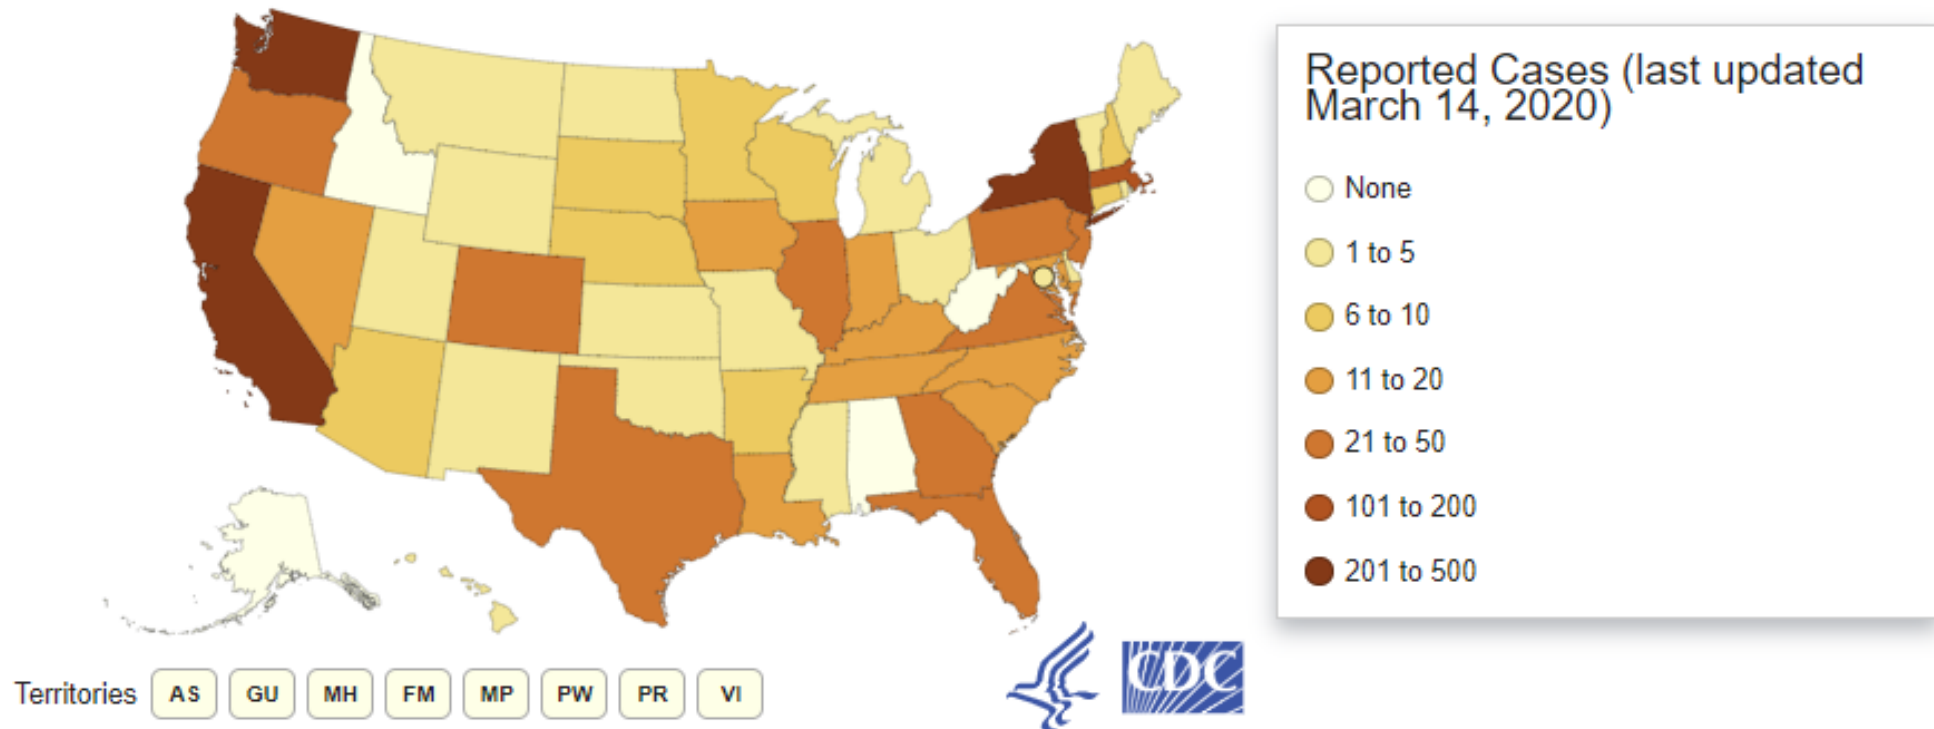 Reported Cases (last updated
March 14, 2020)
None
1 to 5
6 to 10
11 to 20
21 to 50
101 to 200
201 to 500
Territories AS GU MH FM MP PW PR VI
CDC